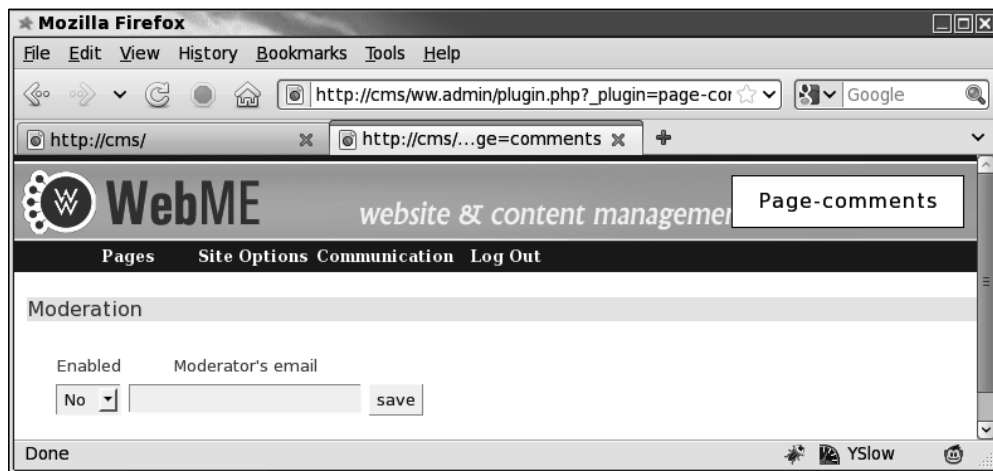 Mozilla Firefox
File Edit View History Bookmarks Tools Help
http://cms/ww.admin/plugin.php?_plugin=page-co Google
http://cms/ http://cms/...ge=comments
WebME website & content managemen Page-comments
Pages Site Options Communication Log Out
Moderation
Enabled Moderator's email
No save
Done YSlow